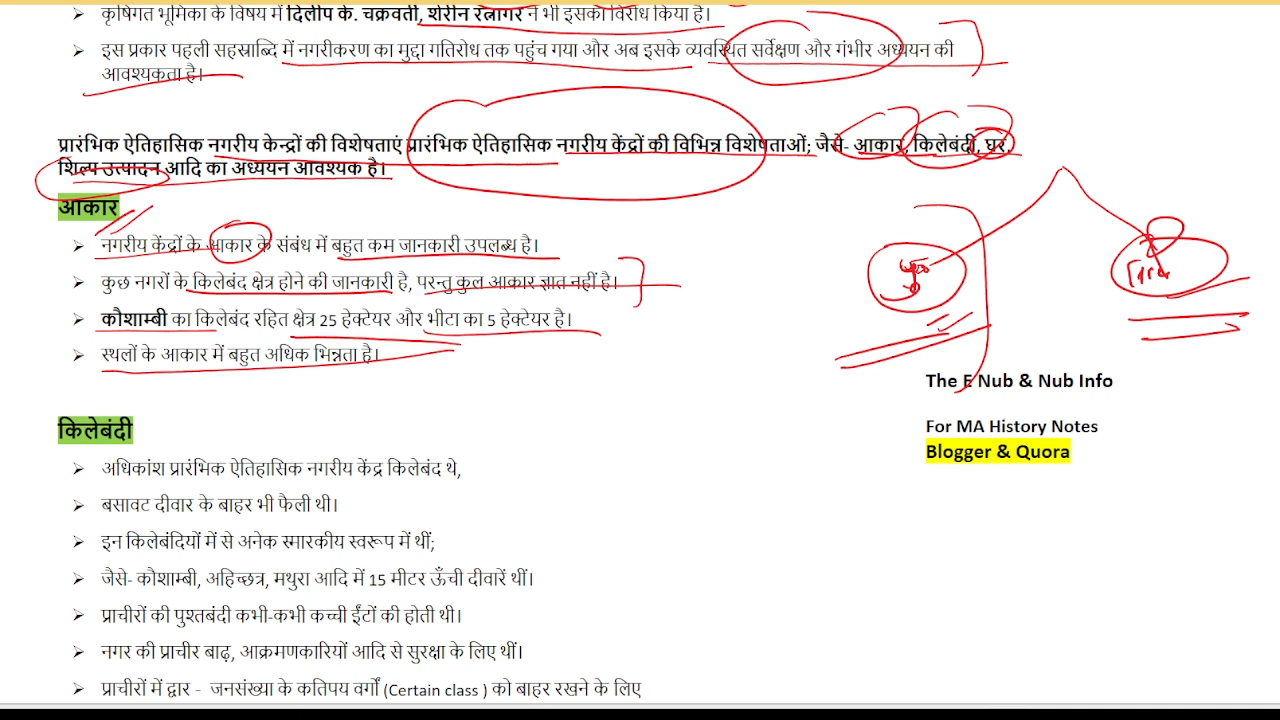 कृषिगत भूमिका के विषय में दिलीप के. चक्रवर्ती, शेरीन रत्नागर ने भी इसका विरोध किया है।
इस प्रकार पहली सहस्राब्दि में नगरीकरण का मुद्दा गतिरोध तक पहुंच गया और अब इसके व्यवस्थित सर्वेक्षण और गंभीर अध्ययन की
आवश्यकता है।
प्रारंभिक ऐतिहासिक नगरीय केन्द्रों की विशेषताएं प्रारंभिक ऐतिहासिक नगरीय केंद्रों की विभिन्न विशेषताओं; जैसे- आकार, किलेबंदी, घर,
शिल्प उत्पादन आदि का अध्ययन आवश्यक है।
आकार
नगरीय केंद्रों के आकार के संबंध में बहुत कम जानकारी उपलब्ध है।
कुछ नगरों के किलेबंद क्षेत्र होने की जानकारी है, परन्तु कुल आकार ज्ञात नहीं है।
कौशाम्बी का किलेबंद रहित क्षेत्र 25 हेक्टेयर और भीटा का 5 हेक्टेयर है।
स्थलों के आकार में बहुत अधिक भिन्नता है।
The E Nub & Nub Info
For MA History Notes
Blogger & Quora
किलेबंदी
अधिकांश प्रारंभिक ऐतिहासिक नगरीय केंद्र किलेबंद थे,
बसावट दीवार के बाहर भी फैली थी।
इन किलेबंदियों में से अनेक स्मारकीय स्वरूप में थीं;
जैसे- कौशाम्बी, अहिच्छत्र, मथुरा आदि में 15 मीटर ऊँची दीवारें थीं।
प्राचीरों की पुश्तबंदी कभी-कभी कच्ची ईंटों की होती थी।
नगर की प्राचीर बाढ़, आक्रमणकारियों आदि से सुरक्षा के लिए थीं।
प्राचीरों में द्वार - जनसंख्या के कतिपय वर्गों (Certain class ) को बाहर रखने के लिए